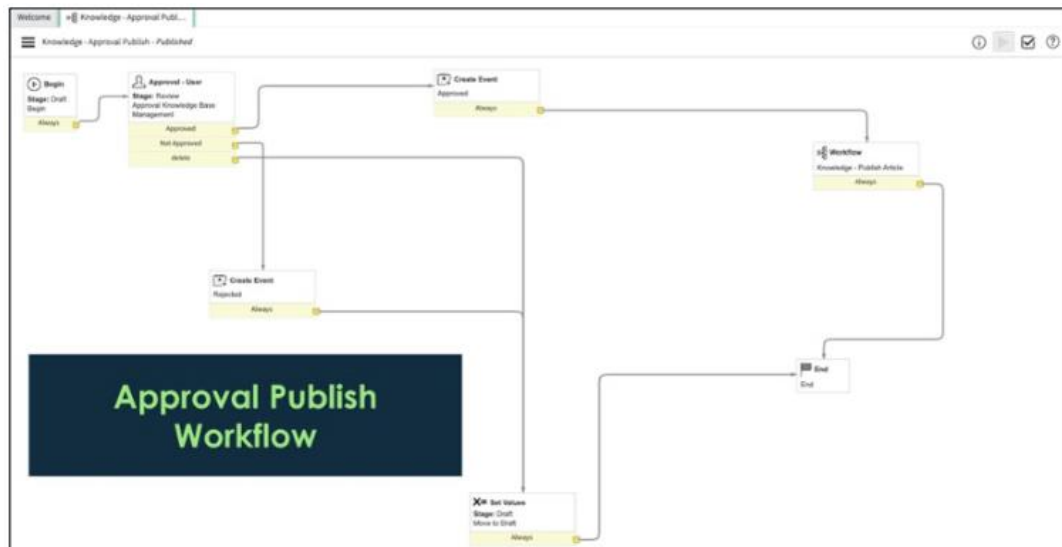 Welcome
Knowledge - Approval Publ...
Knowledge - Approval Publish - Published
Begin
Stage: Draft
Begin
Always
Approval - User
Stage: Review
Approval Knowledge Base
Management
Approved
Not Approved
delete
Create Event
Approved
Always
Workflow
Knowledge - Publish Article
Always
Create Event
Rejected
Always
End
End
Approval Publish
Workflow
Set Values
Stage: Draft
Move to Draft
Always